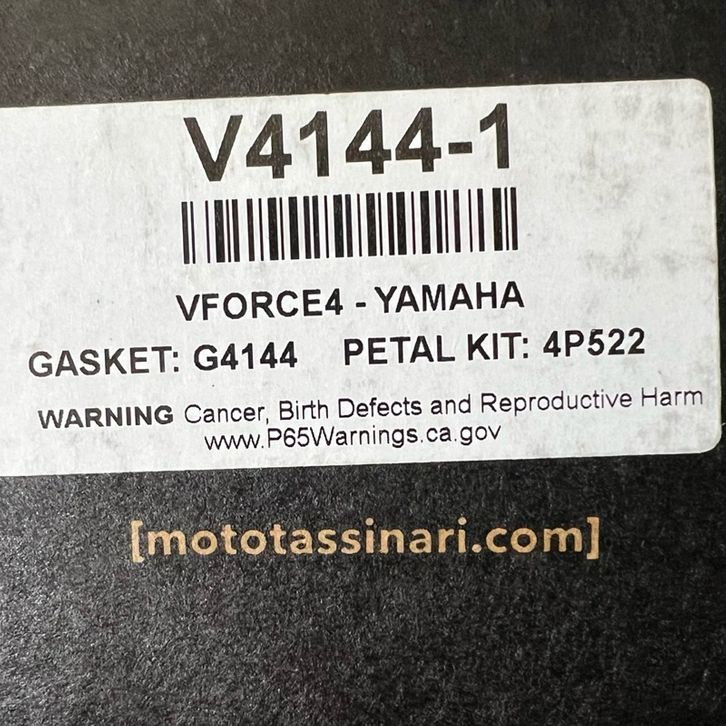 V4144-1
VFORCE4 - YAMAHA
GASKET: G4144 PETAL KIT: 4P522
WARNING Cancer, Birth Defects and Reproductive Harm
www.P65Warnings.ca.gov
[mototassinari.com]